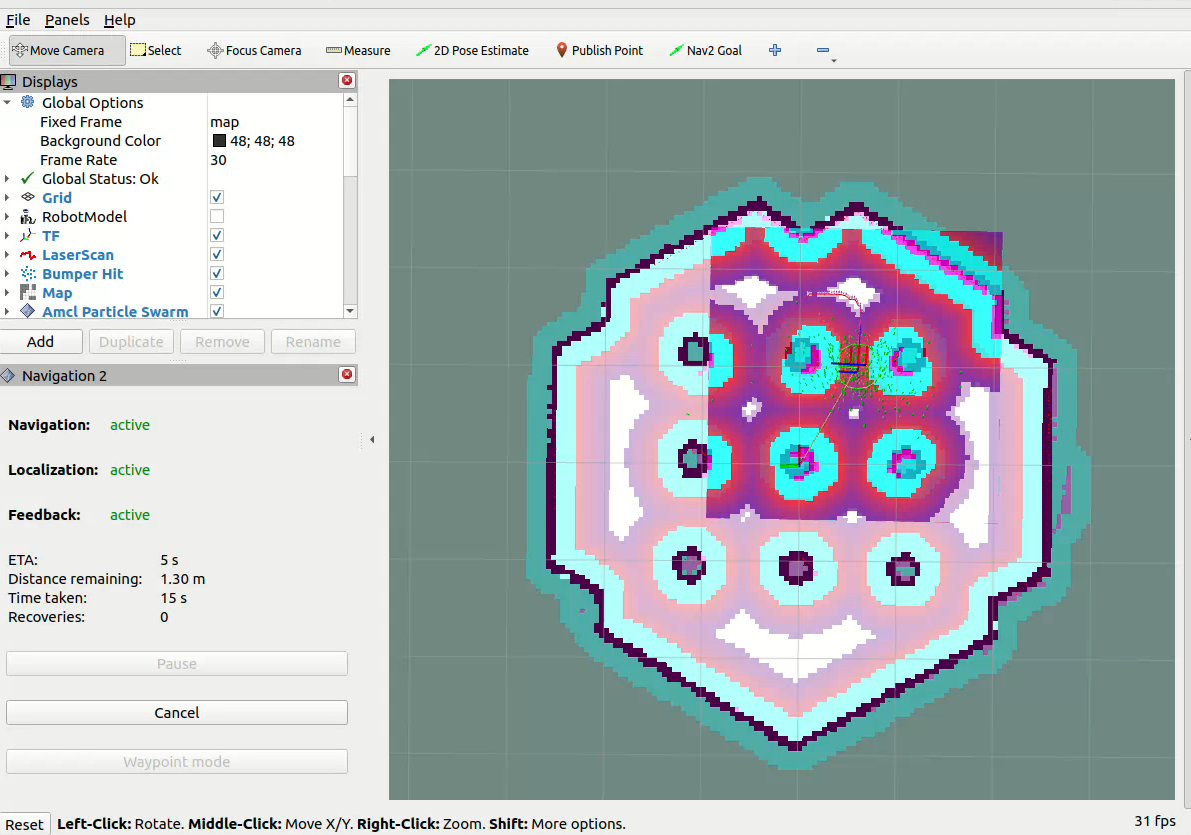 File Panels Help
Move Camera Select Focus Camera Measure 2D Pose Estimate Publish Point Nav2 Goal
Displays
Global Options
Fixed Frame map
Background Color 48; 48; 48
Frame Rate 30
Global Status: Ok
Grid
RobotModel
TF
LaserScan
Bumper Hit
Map
Amcl Particle Swarm
Add Duplicate Remove Rename
Navigation 2
Navigation: active
Localization: active
Feedback: active
ETA: 5 s
Distance remaining: 1.30 m
Time taken: 15 s
Recoveries: 0
Pause
Cancel
Waypoint mode
Reset Left-Click: Rotate. Middle-Click: Move X/Y. Right-Click: Zoom. Shift: More options. 31 fps